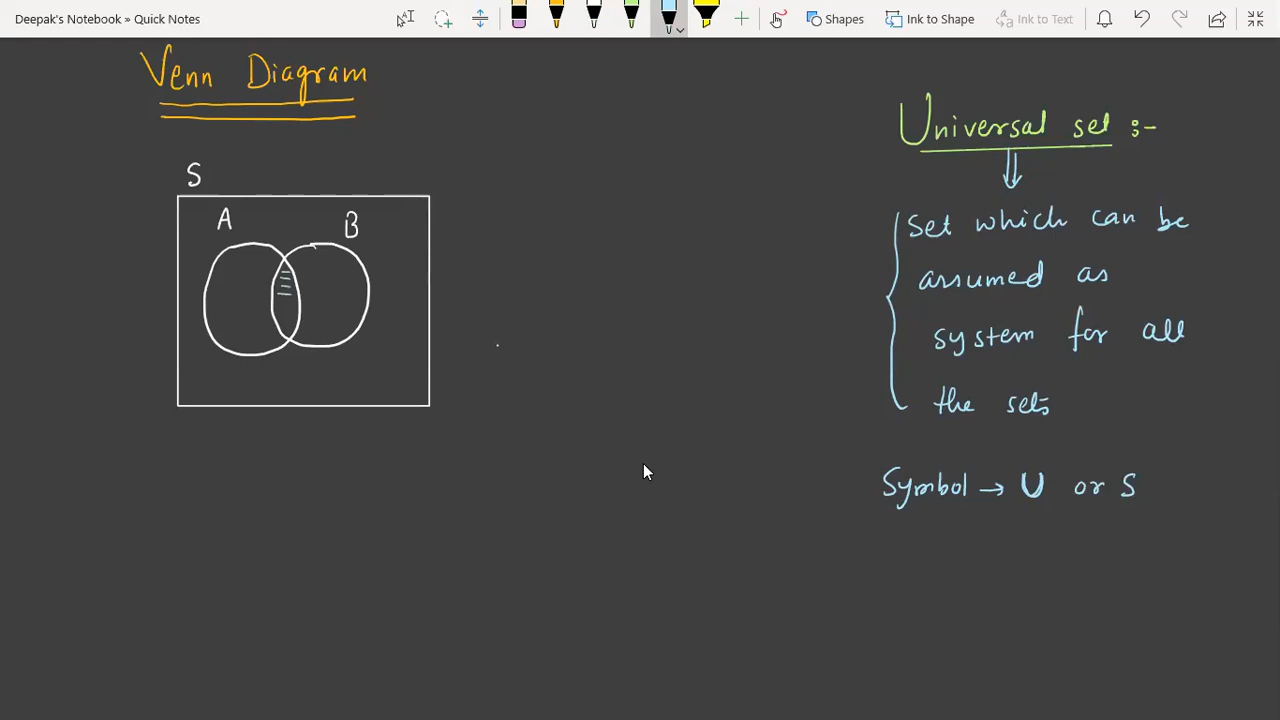 Deepak's Notebook » Quick Notes
Shapes
Ink to Shape
Ink to Text
Venn Diagram
S
A
B
Universal set :-
Set which can be
assumed as
system for all
the sets
Symbol → U or S